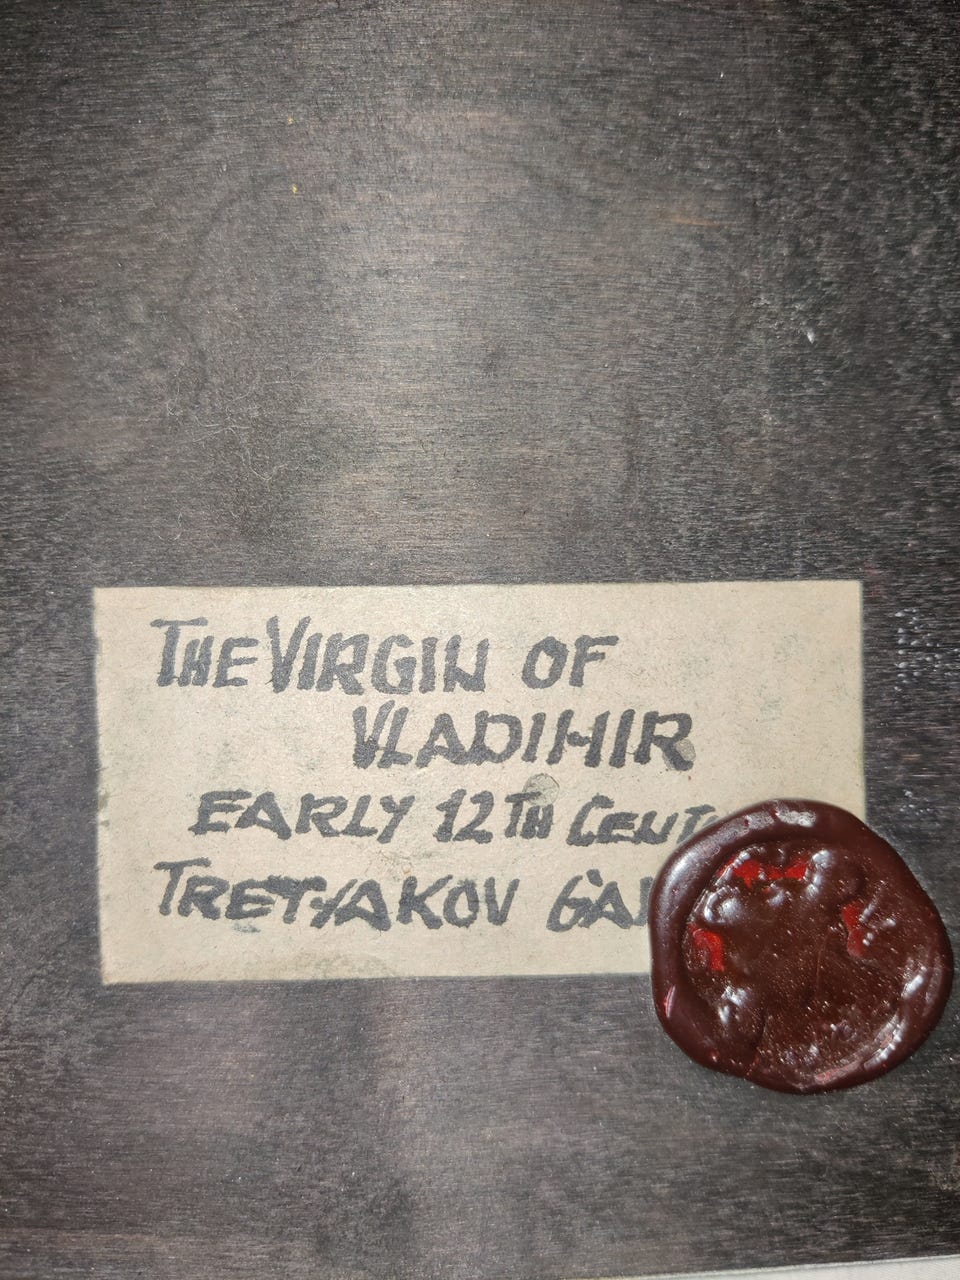 THE VIRGIN OF
VLADIMIR
EARLY 12TH
TRETYAKOV